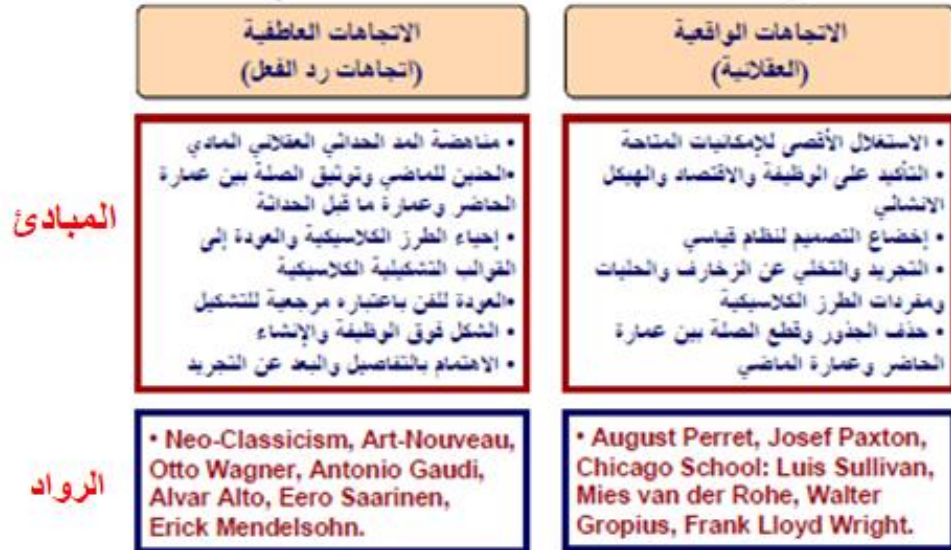 الاتجاهات الواقعية
(العقلانية)
الاتجاهات العاطفية
(اتجاهات رد الفعل)
المبادئ
• الاستغلال الأقصى للإمكانيات المتاحة
• التأكيد على الوظيفة والاقتصاد والهيكل
الانشائي
• إخضاع التصميم لنظام قياسي
• التجريد والتخلي عن الزخارف والحليات
ومفردات الطرز الكلاسيكية
• حذف الجذور وقطع الصلة بين عمارة
الحاضر وعمارة الماضي
• مناهضة المد الحداثي العقلاني المادي
•الحنين للماضي وتوثيق الصلة بين عمارة
الحاضر وعمارة ما قبل الحداثة
• إحياء الطرز الكلاسيكية والعودة إلى
القوالب التشكيلية الكلاسيكية
•العودة للفن باعتباره مرجعية للتشكيل
• الشكل فوق الوظيفة والإنشاء
• الاهتمام بالتفاصيل والبعد عن التجريد
الرواد
• August Perret, Josef Paxton,
Chicago School: Luis Sullivan,
Mies van der Rohe, Walter
Gropius, Frank Lloyd Wright.
• Neo-Classicism, Art-Nouveau,
Otto Wagner, Antonio Gaudi,
Alvar Alto, Eero Saarinen,
Erick Mendelsohn.